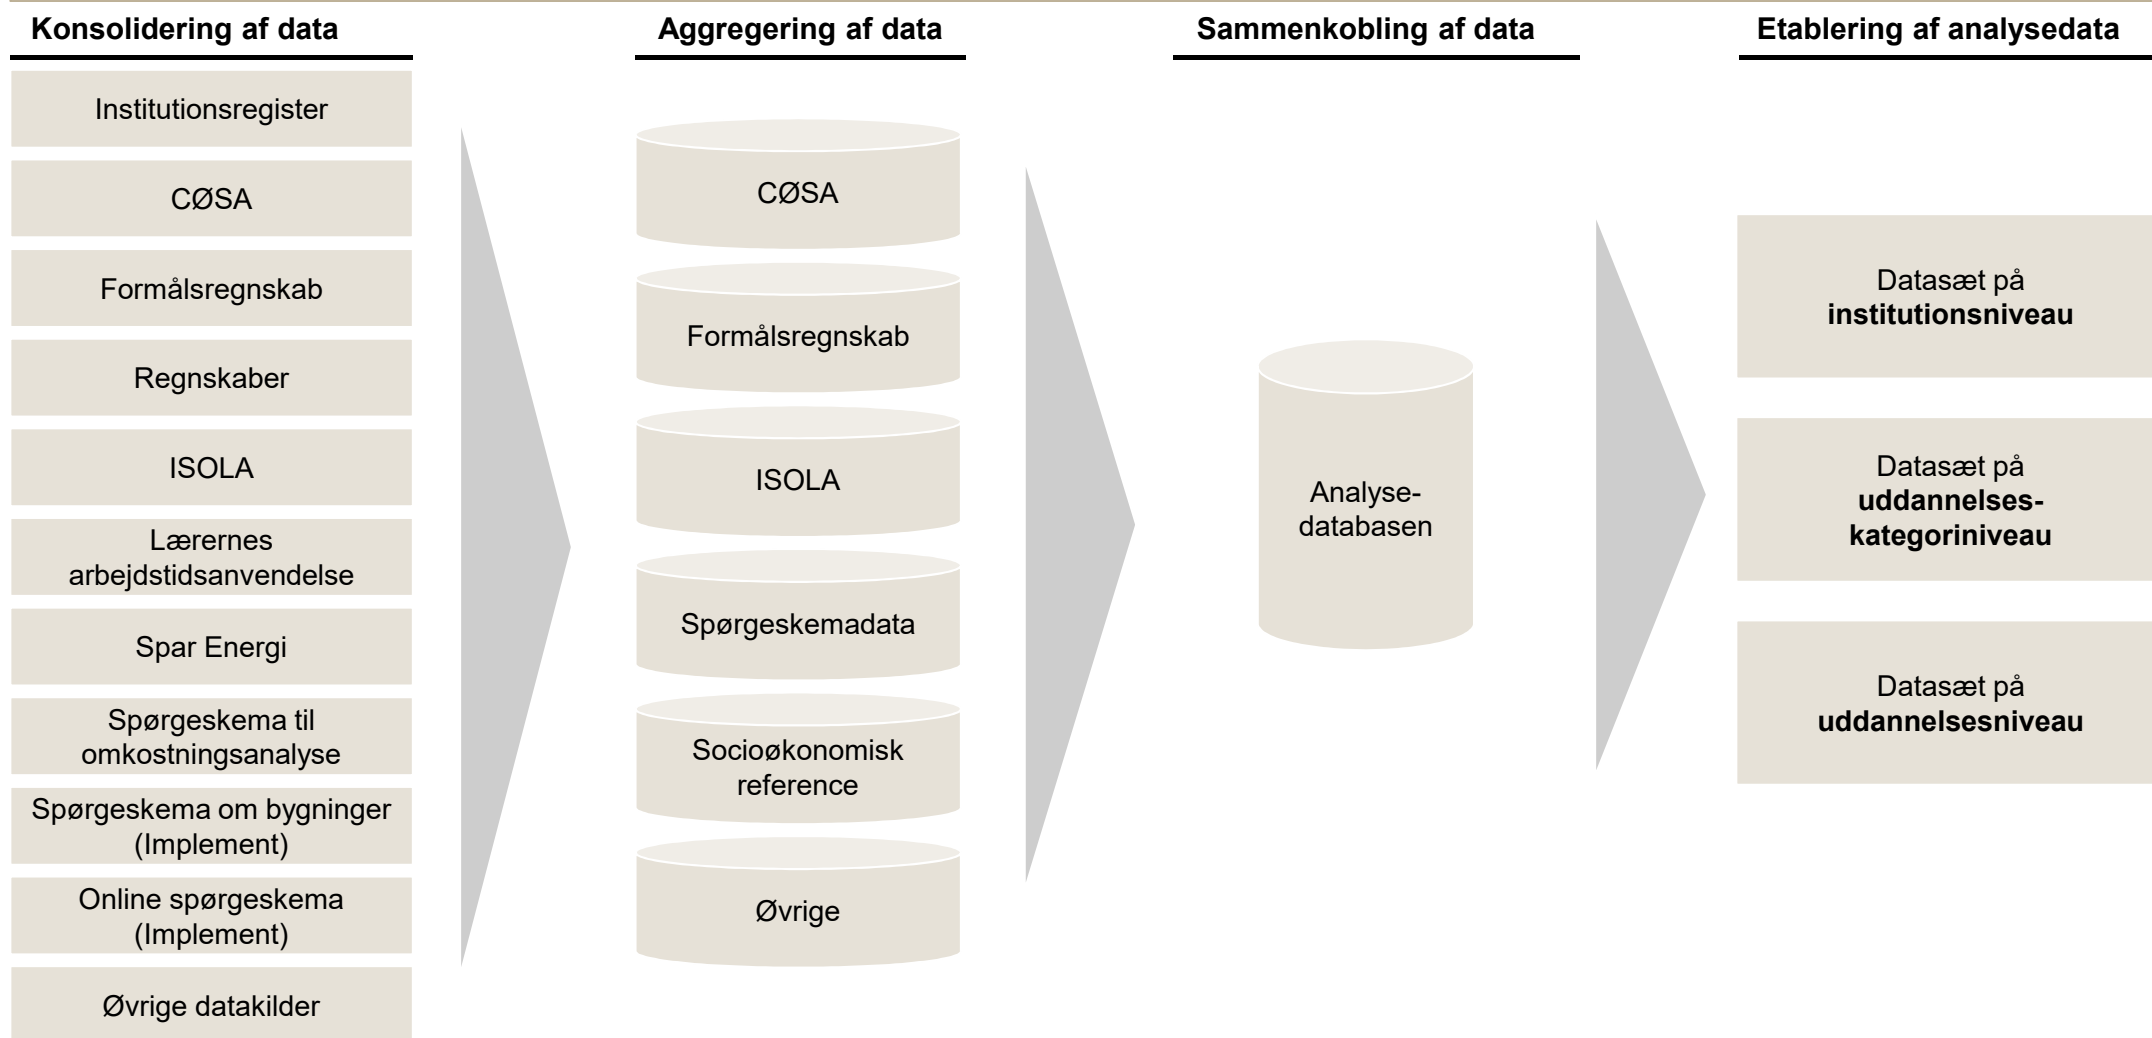 Konsolidering af data
Institutionsregister
CØSA
Formålsregnskab
Regnskaber
ISOLA
Lærernes
arbejdstidsanvendelse
Spar Energi
Spørgeskema til
omkostningsanalyse
Spørgeskema om bygninger
(Implement)
Online spørgeskema
(Implement)
Øvrige datakilder
Aggregering af data
CØSA
Formålsregnskab
ISOLA
Spørgeskemadata
Socioøkonomisk
reference
Øvrige
Sammenkobling af data
Analyse-
databasen
Etablering af analysedata
Datasæt på
institutionsniveau
Datasæt på
uddannelses-
kategoriniveau
Datasæt på
uddannelsesniveau